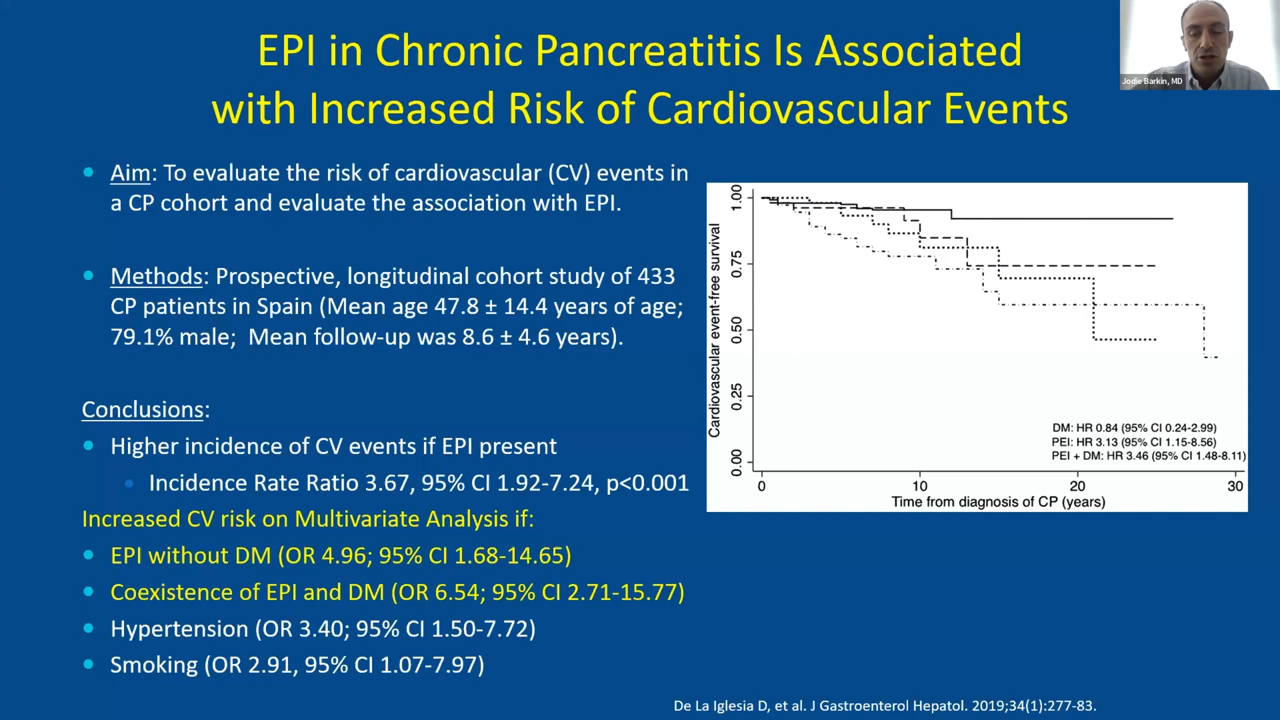 EPI in Chronic Pancreatitis Is Associated
with Increased Risk of Cardiovascular Events
Jodie Barkin, MD
• Aim: To evaluate the risk of cardiovascular (CV) events in
a CP cohort and evaluate the association with EPI.
• Methods: Prospective, longitudinal cohort study of 433
CP patients in Spain (Mean age 47.8 ± 14.4 years of age;
79.1% male; Mean follow-up was 8.6 ± 4.6 years).
Conclusions:
• Higher incidence of CV events if EPI present
• Incidence Rate Ratio 3.67, 95% CI 1.92-7.24, p<0.001
Increased CV risk on Multivariate Analysis if:
• EPI without DM (OR 4.96; 95% CI 1.68-14.65)
• Coexistence of EPI and DM (OR 6.54; 95% CI 2.71-15.77)
• Hypertension (OR 3.40; 95% CI 1.50-7.72)
• Smoking (OR 2.91, 95% CI 1.07-7.97)
Cardiovascular event-free survival
1.00
0.75
0.50
0.25
0.00
DM: HR 0.84 (95% CI 0.24-2.99)
PEI: HR 3.13 (95% CI 1.15-8.56)
PEI + DM: HR 3.46 (95% CI 1.48-8.11)
0 10 20 30
Time from diagnosis of CP (years)
De La Iglesia D, et al. J Gastroenterol Hepatol. 2019;34(1):277-83.